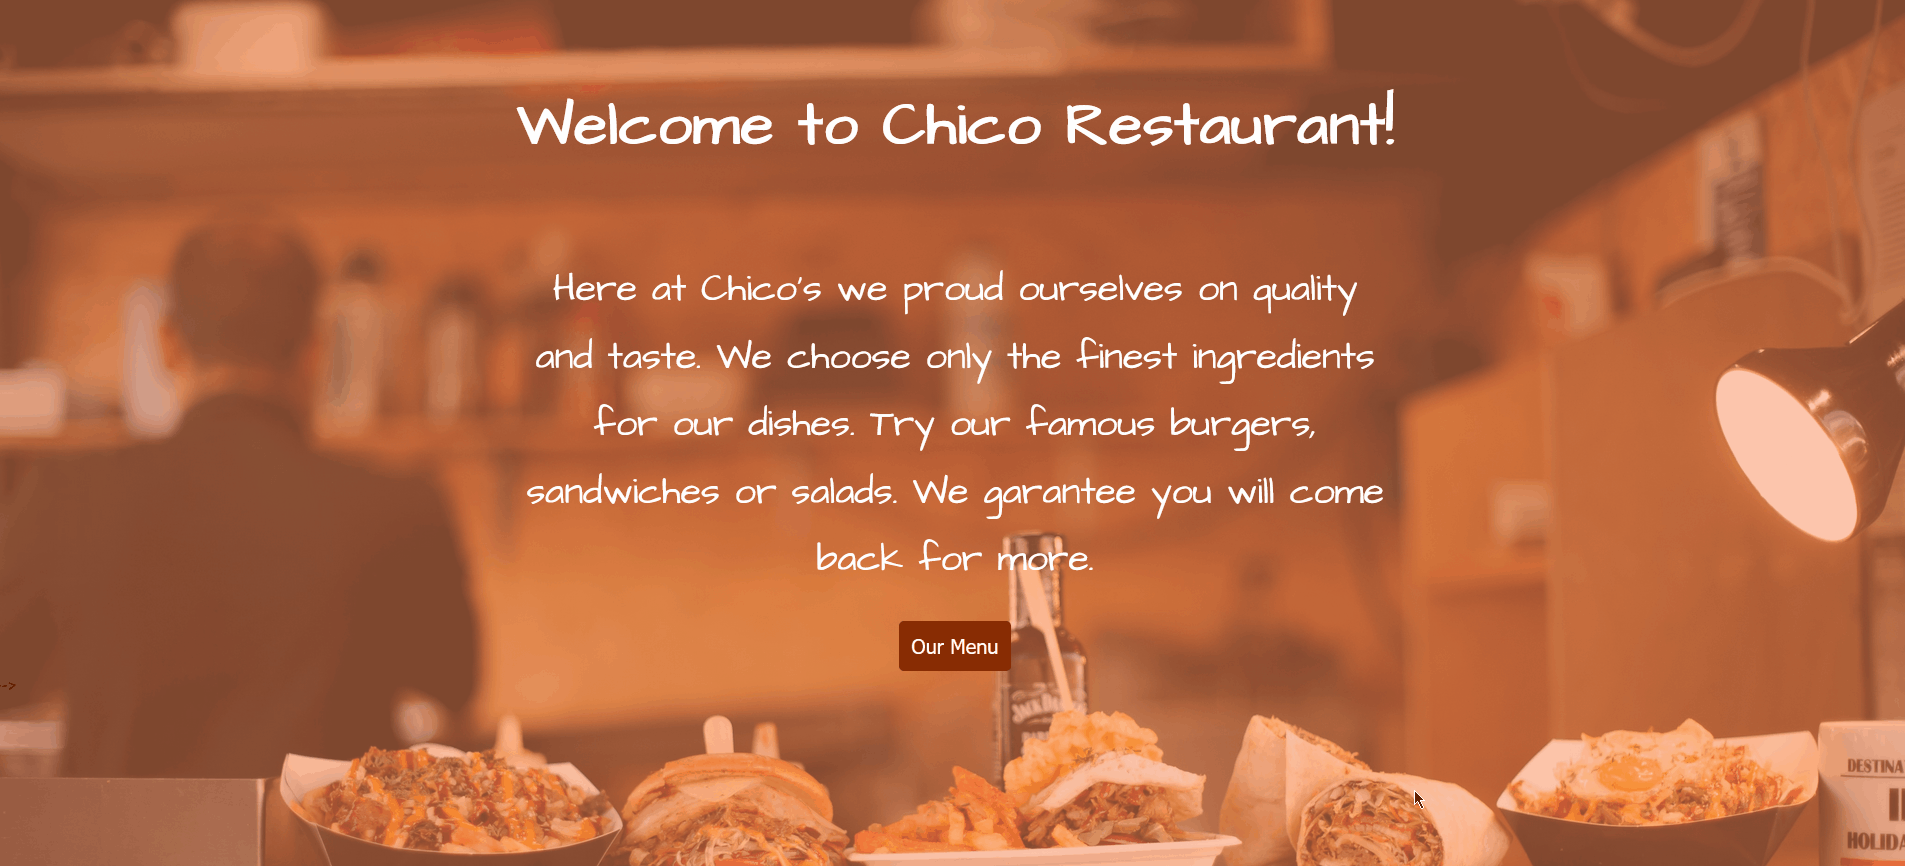 Welcome to Chico Restaurant!
Here at Chico's we proud ourselves on quality
and taste. We choose only the finest ingredients
for our dishes. Try our famous burgers,
sandwiches or salads. We garantee you will come
back for more.
Our Menu
-->
JACK DA
DESTINA
HOLIDA